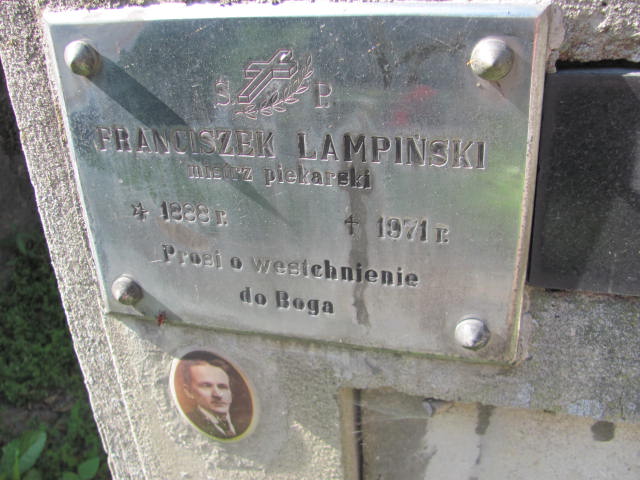 Ś. P.
FRANCISZEK LAMPIŃSKI
mistrz piekarski
* 1888 r. ✝ 1971 r.
Prosi o westchnienie
do Boga